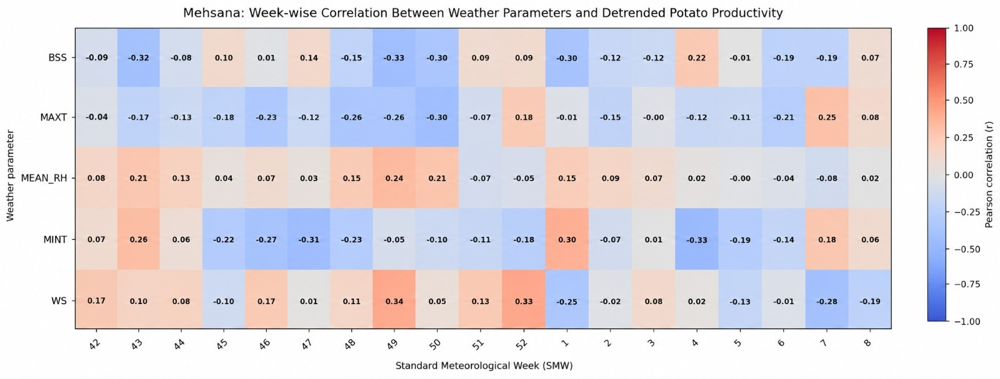 Mehsana: Week-wise Correlation Between Weather Parameters and Detrended Potato Productivity
BSS -0.09 -0.32 -0.08 0.10 0.01 0.14 -0.15 -0.33 -0.30 0.09 0.09 -0.30 -0.12 -0.12 0.22 -0.01 -0.19 -0.19 0.07
MAXT -0.04 -0.17 -0.13 -0.18 -0.23 -0.12 -0.26 -0.26 -0.30 -0.07 0.18 -0.01 -0.15 -0.00 -0.12 -0.11 -0.21 0.25 0.08
MEAN_RH 0.08 0.21 0.13 0.04 0.07 0.03 0.15 0.24 0.21 -0.07 -0.05 0.15 0.09 0.07 0.02 -0.00 -0.04 -0.08 0.02
MINT 0.07 0.26 0.06 -0.22 -0.27 -0.31 -0.23 -0.05 -0.10 -0.11 -0.18 0.30 -0.07 0.01 -0.33 -0.19 -0.14 0.18 0.06
WS 0.17 0.10 0.08 -0.10 0.17 0.01 0.11 0.34 0.05 0.13 0.33 -0.25 -0.02 0.08 0.02 -0.13 -0.01 -0.28 -0.19
42 43 44 45 46 47 48 49 50 51 52 1 2 3 4 5 6 7 8
Standard Meteorological Week (SMW)
Weather parameter
1.00
0.75
0.50
0.25
0.00
−0.25
−0.50
−0.75
−1.00
Pearson correlation (r)